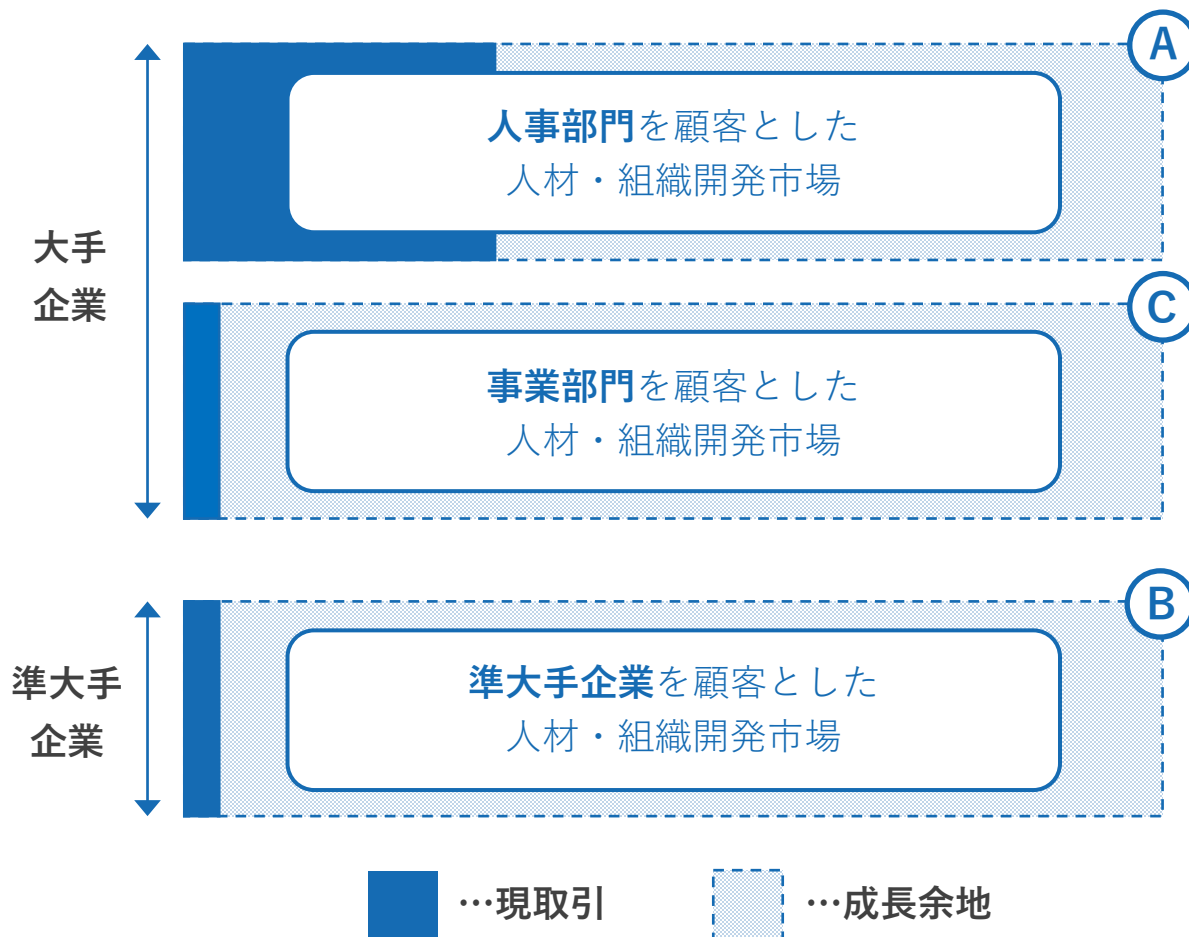 A
人事部門を顧客とした
人材・組織開発市場
大手
企業
C
事業部門を顧客とした
人材・組織開発市場
B
準大手
企業
準大手企業を顧客とした
人材・組織開発市場
…現取引
…成長余地